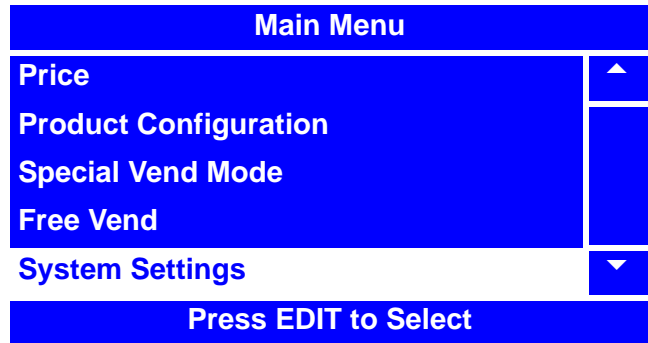 Main Menu
Price
Product Configuration
Special Vend Mode
Free Vend
System Settings
Press EDIT to Select